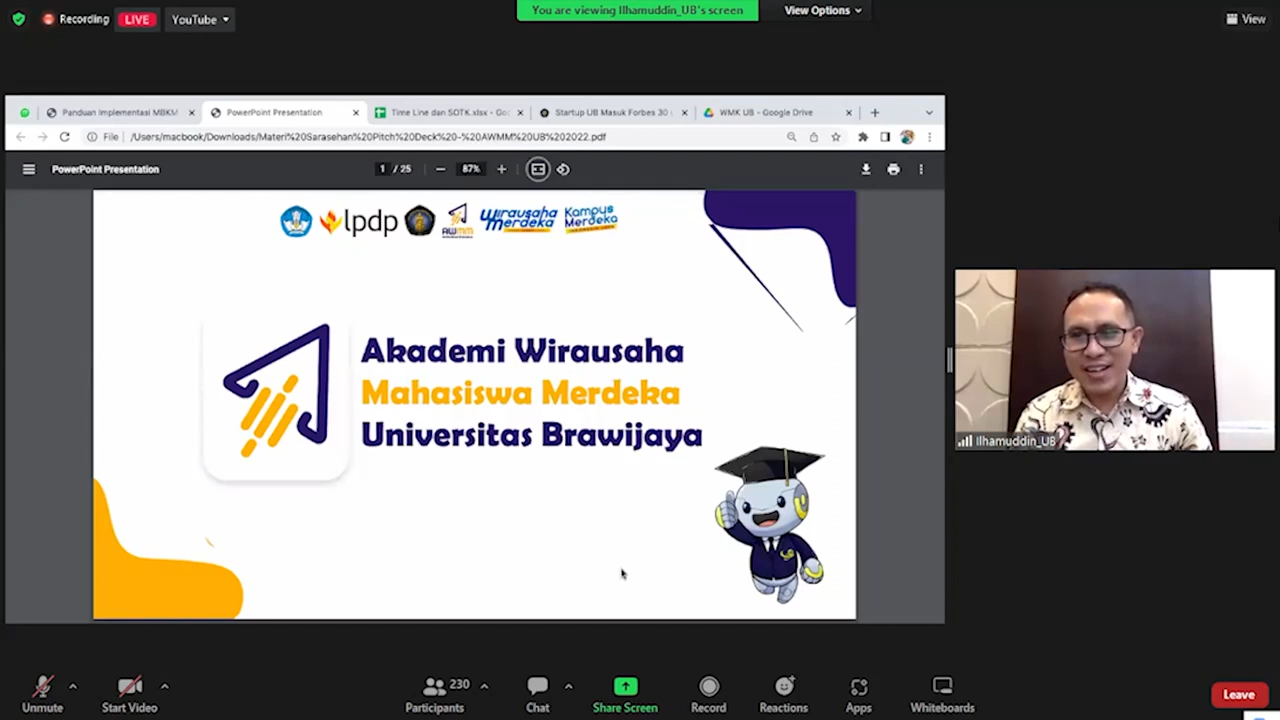 Recording
LIVE
YouTube
You are viewing Ilhamuddin_UB's screen
View Options
View
Panduan Implementasi MBKM
PowerPoint Presentation
Time Line dan SOTK.xlsx - Goo
Startup UB Masuk Forbes 30
WMK UB - Google Drive
File
/Users/macbook/Downloads/Materi%20Sarasehan%20Pitch%20Deck%20-%20AWMM%20UB%202022.pdf
PowerPoint Presentation
1 / 25
87%
lpdp
AWMM
Wirausaha
Merdeka
Kampus
Merdeka
Akademi Wirausaha
Mahasiswa Merdeka
Universitas Brawijaya
Ilhamuddin_UB
Unmute
Start Video
230
Participants
Chat
Share Screen
Record
Reactions
Apps
Whiteboards
Leave